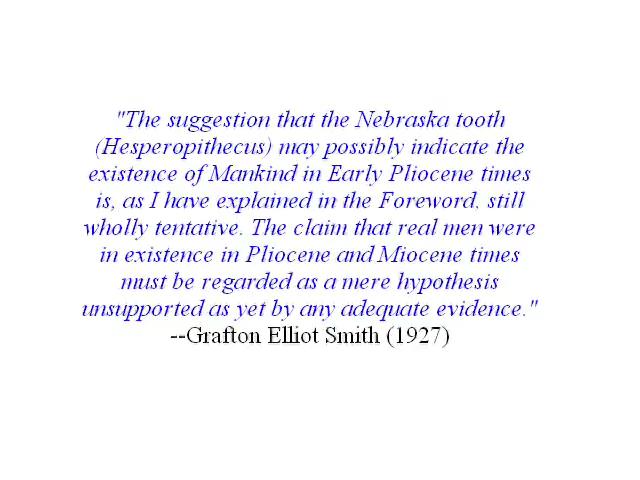 "The suggestion that the Nebraska tooth
(Hesperopithecus) may possibly indicate the
existence of Mankind in Early Pliocene times
is, as I have explained in the Foreword, still
wholly tentative. The claim that real men were
in existence in Pliocene and Miocene times
must be regarded as a mere hypothesis
unsupported as yet by any adequate evidence."
--Grafton Elliot Smith (1927)